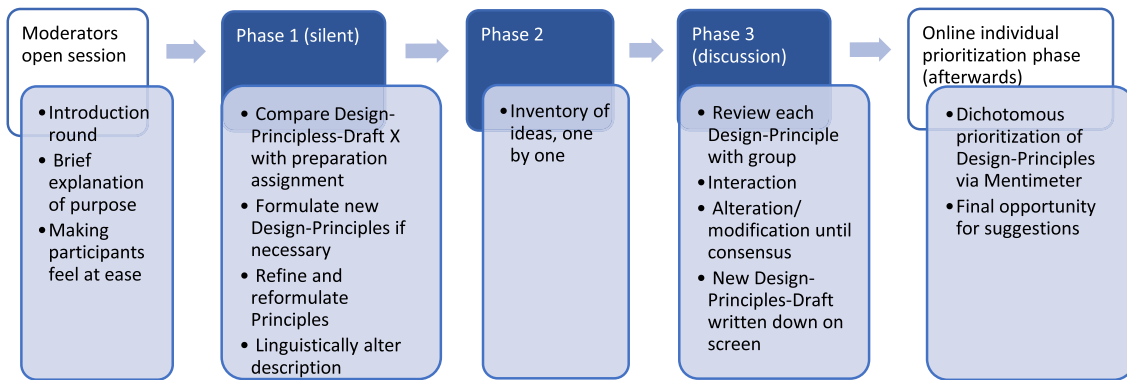 Moderators
open session
•Introduction
round
• Brief
explanation
of purpose
•Making
participants
feel at ease
Phase 1 (silent)
• Compare Design-
Principless-Draft X
with preparation
assignment
• Formulate new
Design-Principles if
necessary
• Refine and
reformulate
Principles
• Linguistically alter
description
Phase 2
•Inventory of
ideas, one
by one
Phase 3
(discussion)
• Review each
Design-Principle
with group
•Interaction
• Alteration/
modification until
consensus
• New Design-
Principles-Draft
written down on
screen
Online individual
prioritization phase
(afterwards)
•Dichotomous
prioritization of
Design-Principles
via Mentimeter
•Final opportunity
for suggestions